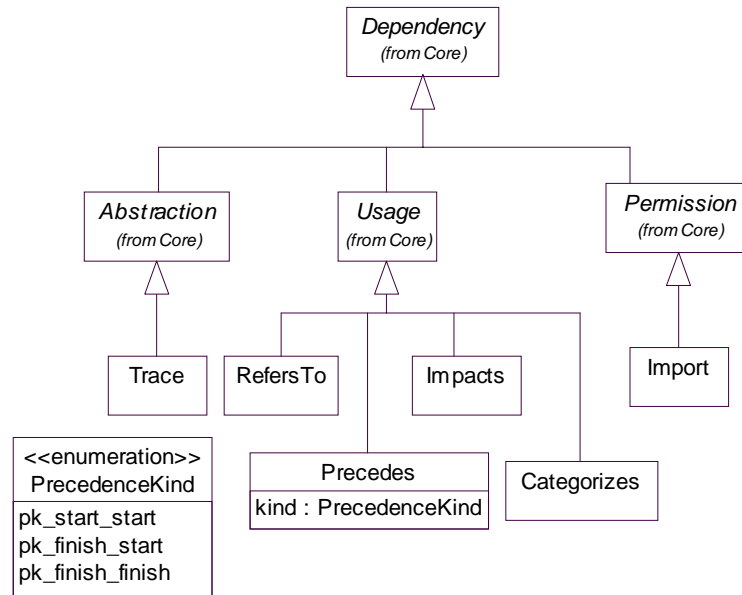 Dependency
(from Core)
Abstraction
(from Core)
Usage
(from Core)
Permission
(from Core)
Trace
RefersTo
Impacts
Import
<<enumeration>>
PrecedenceKind
pk_start_start
pk_finish_start
pk_finish_finish
Precedes
kind : PrecedenceKind
Categorizes